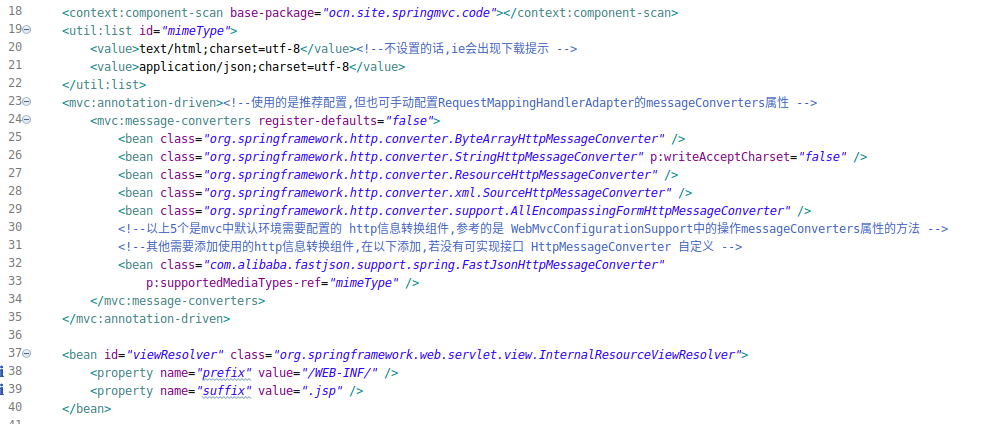 18 <context:component-scan base-package="ocn.site.springmvc.code"></context:component-scan>
19 <util:list id="mimeType">
20 <value>text/html;charset=utf-8</value><!--不设置的话,ie会出现下载提示 -->
21 <value>application/json;charset=utf-8</value>
22 </util:list>
23 <mvc:annotation-driven><!--使用的是推荐配置,但也可手动配置RequestMappingHandlerAdapter的messageConverters属性 -->
24 <mvc:message-converters register-defaults="false">
25 <bean class="org.springframework.http.converter.ByteArrayHttpMessageConverter" />
26 <bean class="org.springframework.http.converter.StringHttpMessageConverter" p:writeAcceptCharset="false" />
27 <bean class="org.springframework.http.converter.ResourceHttpMessageConverter" />
28 <bean class="org.springframework.http.converter.xml.SourceHttpMessageConverter" />
29 <bean class="org.springframework.http.converter.support.AllEncompassingFormHttpMessageConverter" />
30 <!--以上5个是mvc中默认环境需要配置的 http信息转换组件,参考的是 WebMvcConfigurationSupport中的操作messageConverters属性的方法 -->
31 <!--其他需要添加使用的http信息转换组件,在以下添加,若没有可实现接口 HttpMessageConverter 自定义 -->
32 <bean class="com.alibaba.fastjson.support.spring.FastJsonHttpMessageConverter"
33 p:supportedMediaTypes-ref="mimeType" />
34 </mvc:message-converters>
35 </mvc:annotation-driven>
36
37 <bean id="viewResolver" class="org.springframework.web.servlet.view.InternalResourceViewResolver">
38 <property name="prefix" value="/WEB-INF/" />
39 <property name="suffix" value=".jsp" />
40 </bean>